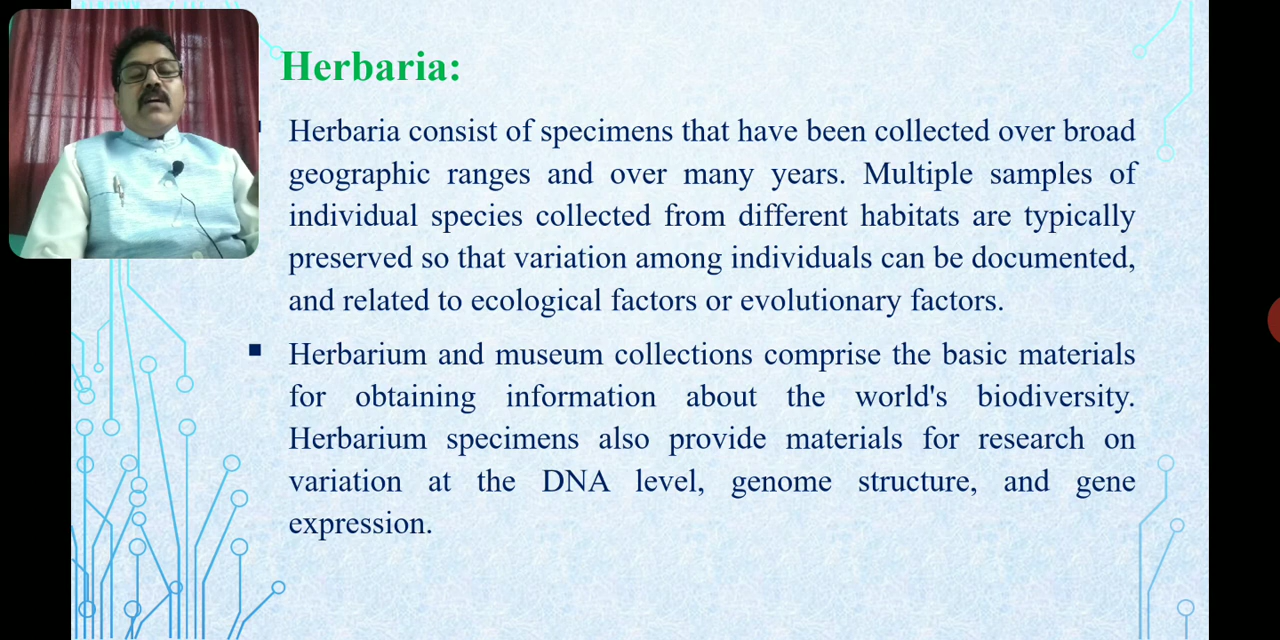 Herbaria:
Herbaria consist of specimens that have been collected over broad
geographic ranges and over many years. Multiple samples of
individual species collected from different habitats are typically
preserved so that variation among individuals can be documented,
and related to ecological factors or evolutionary factors.
Herbarium and museum collections comprise the basic materials
for obtaining information about the world's biodiversity.
Herbarium specimens also provide materials for research on
variation at the DNA level, genome structure, and gene
expression.